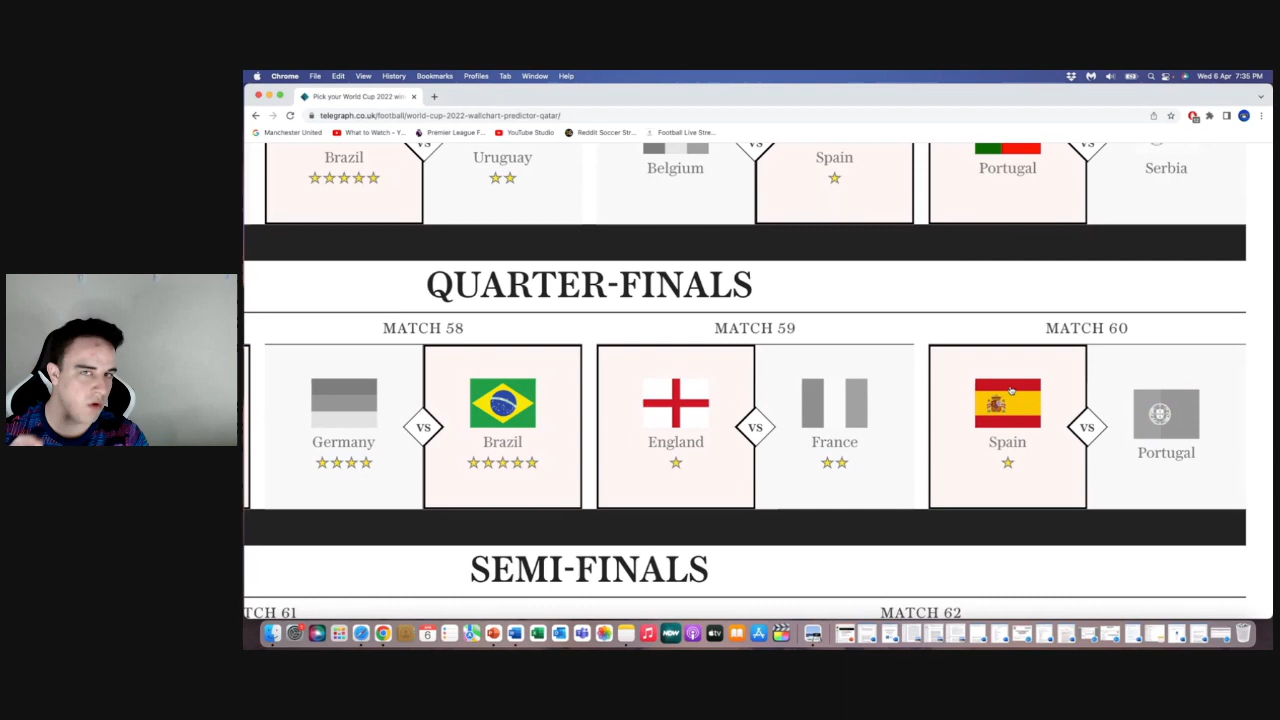 Chrome File Edit View History Bookmarks Profiles Tab Window Help Wed 6 Apr 7:35 PM
Pick your World Cup 2022 win
telegraph.co.uk/football/world-cup-2022-wallchart-predictor-qatar/
Manchester United What to Watch – Y... Premier League F... YouTube Studio Reddit Soccer Str... Football Live Stre...
VS VS VS
Brazil Uruguay Belgium Spain Portugal Serbia
QUARTER-FINALS
MATCH 58 MATCH 59 MATCH 60
VS VS VS
Germany Brazil England France Spain Portugal
SEMI-FINALS
TCH 61 MATCH 62
6 NOW tv